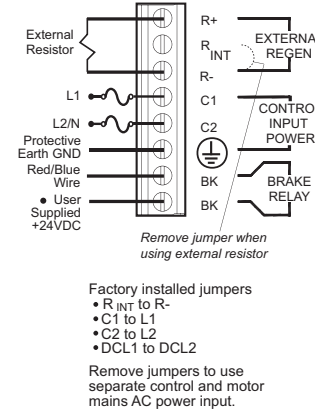 External
Resistor
L1
L2/N
Protective
Earth GND
Red/Blue
Wire
• User
Supplied
+24VDC
R+
R INT
R-
C1
C2
BK
BK
EXTERNA
REGEN
CONTRO
INPUT
POWER
BRAKE
RELAY
Remove jumper when
using external resistor
Factory installed jumpers
• R INT to R-
• C1 to L1
• C2 to L2
• DCL1 to DCL2
Remove jumpers to use
separate control and motor
mains AC power input.